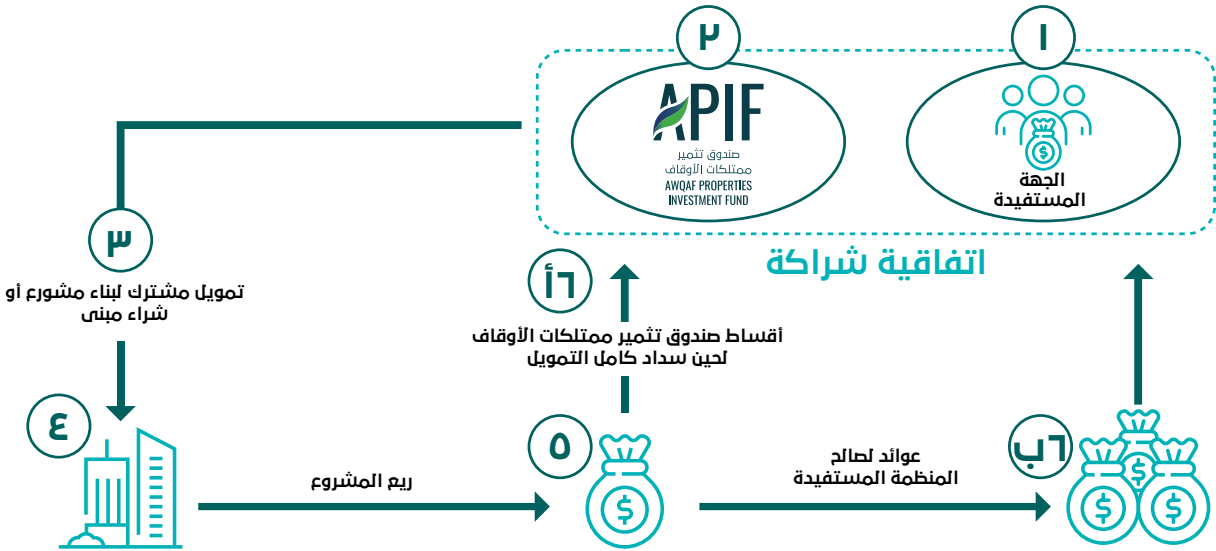 ١
الجهة
المستفيدة
٢
APIF
صندوق تثمير
ممتلكات الأوقاف
AWQAF PROPERTIES
INVESTMENT FUND
اتفاقية شراكة
٣
تمويل مشترك لبناء مشورع أو
شراء مبنى
٤
ريع المشروع
٥
٦أ
أقساط صندوق تثمير ممتلكات الأوقاف
لحين سداد كامل التمويل
عوائد لصالح
المنظمة المستفيدة
٦ب